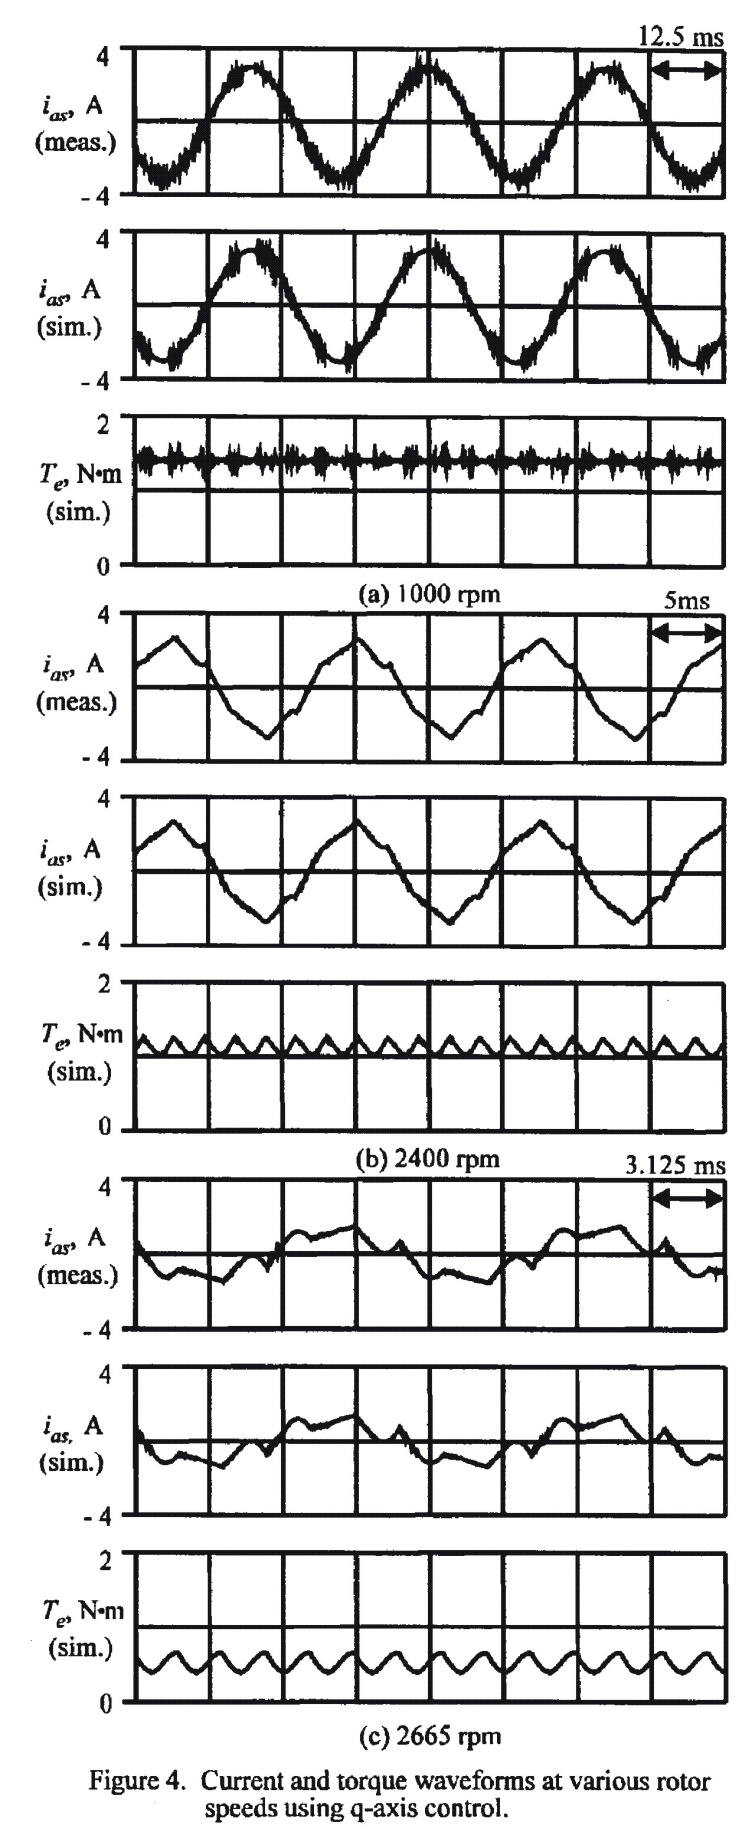 12.5 ms
4
i_as, A
(meas.)
- 4
4
i_as, A
(sim.)
- 4
2
T_e, N•m
(sim.)
0
(a) 1000 rpm
5ms
4
i_as, A
(meas.)
- 4
4
i_as, A
(sim.)
- 4
2
T_e, N•m
(sim.)
0
(b) 2400 rpm
3.125 ms
4
i_as, A
(meas.)
- 4
4
i_as, A
(sim.)
- 4
2
T_e, N•m
(sim.)
0
(c) 2665 rpm
Figure 4. Current and torque waveforms at various rotor
speeds using q-axis control.